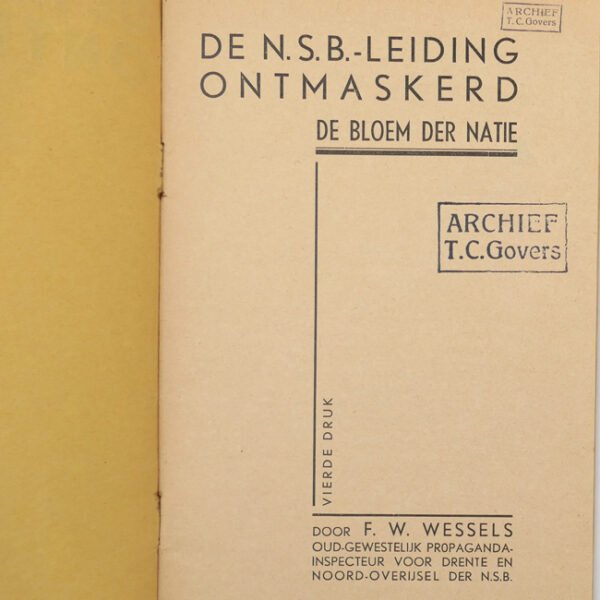 ARCHIEF
T.C.Govers
DE N.S.B.-LEIDING
ONTMASKERD
DE BLOEM DER NATIE
ARCHIEF
T.C.Govers
VIERDE DRUK
DOOR F. W. WESSELS
OUD-GEWESTELIJK PROPAGANDA-
INSPECTEUR VOOR DRENTE EN
NOORD-OVERIJSEL DER N.S.B.